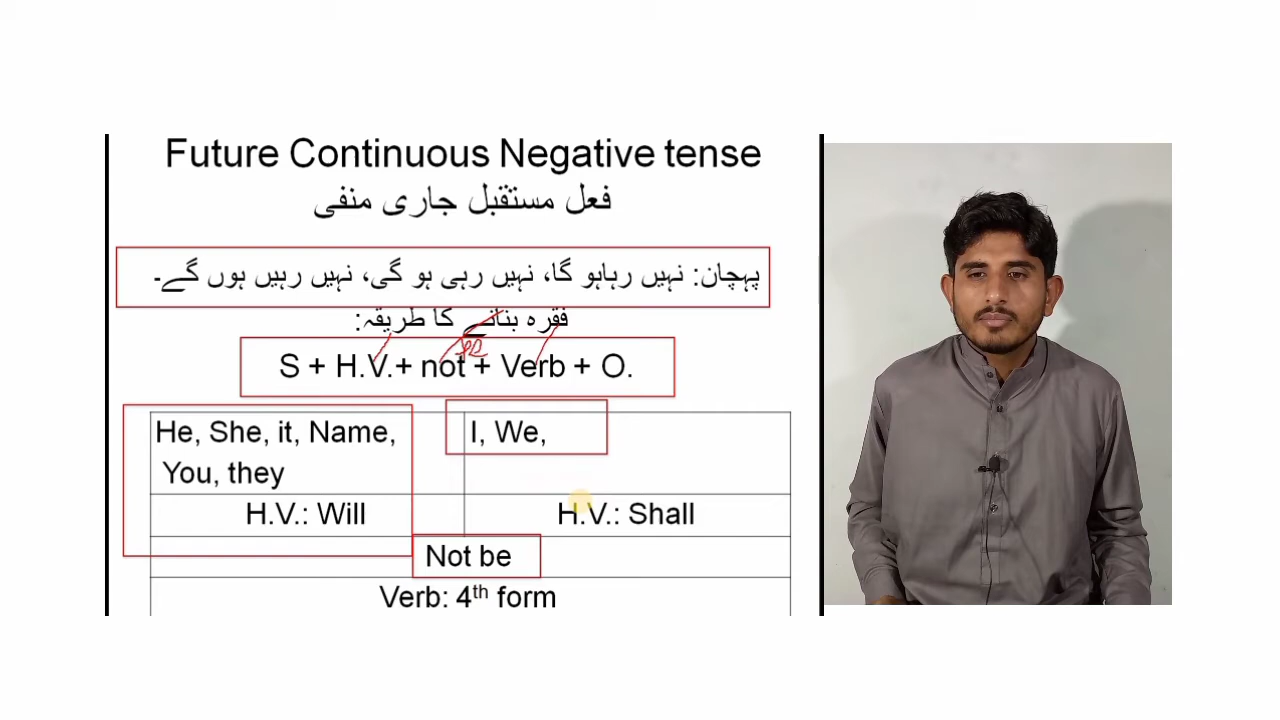 Future Continuous Negative tense
فعل مستقبل جاری منفی
پہچان: نہیں رہاہو گا، نہیں رہی ہو گی، نہیں رہیں ہوں گے۔
فقرہ بنانے کا طریقہ:
be
S + H.V.+ not + Verb + O.
He, She, it, Name,
You, they
I, We,
H.V.: Will
H.V.: Shall
Not be
Verb: 4th form